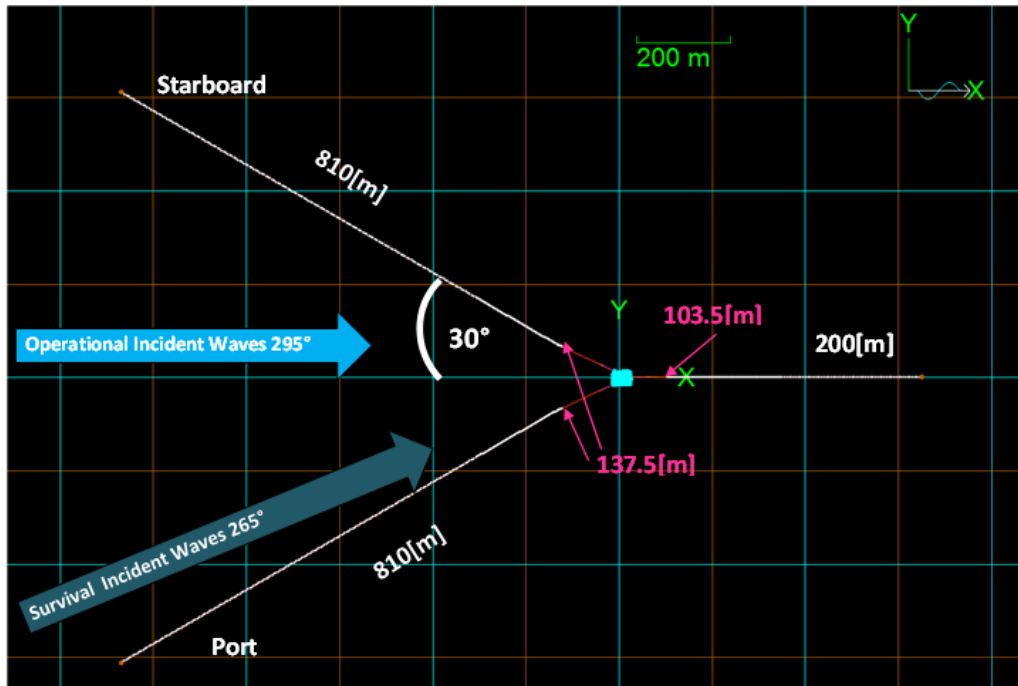 Y
200 m
X
Starboard
810[m]
Y
103.5[m]
Operational Incident Waves 295°
30°
200[m]
X
137.5[m]
Survival  Incident Waves 265°
810[m]
Port